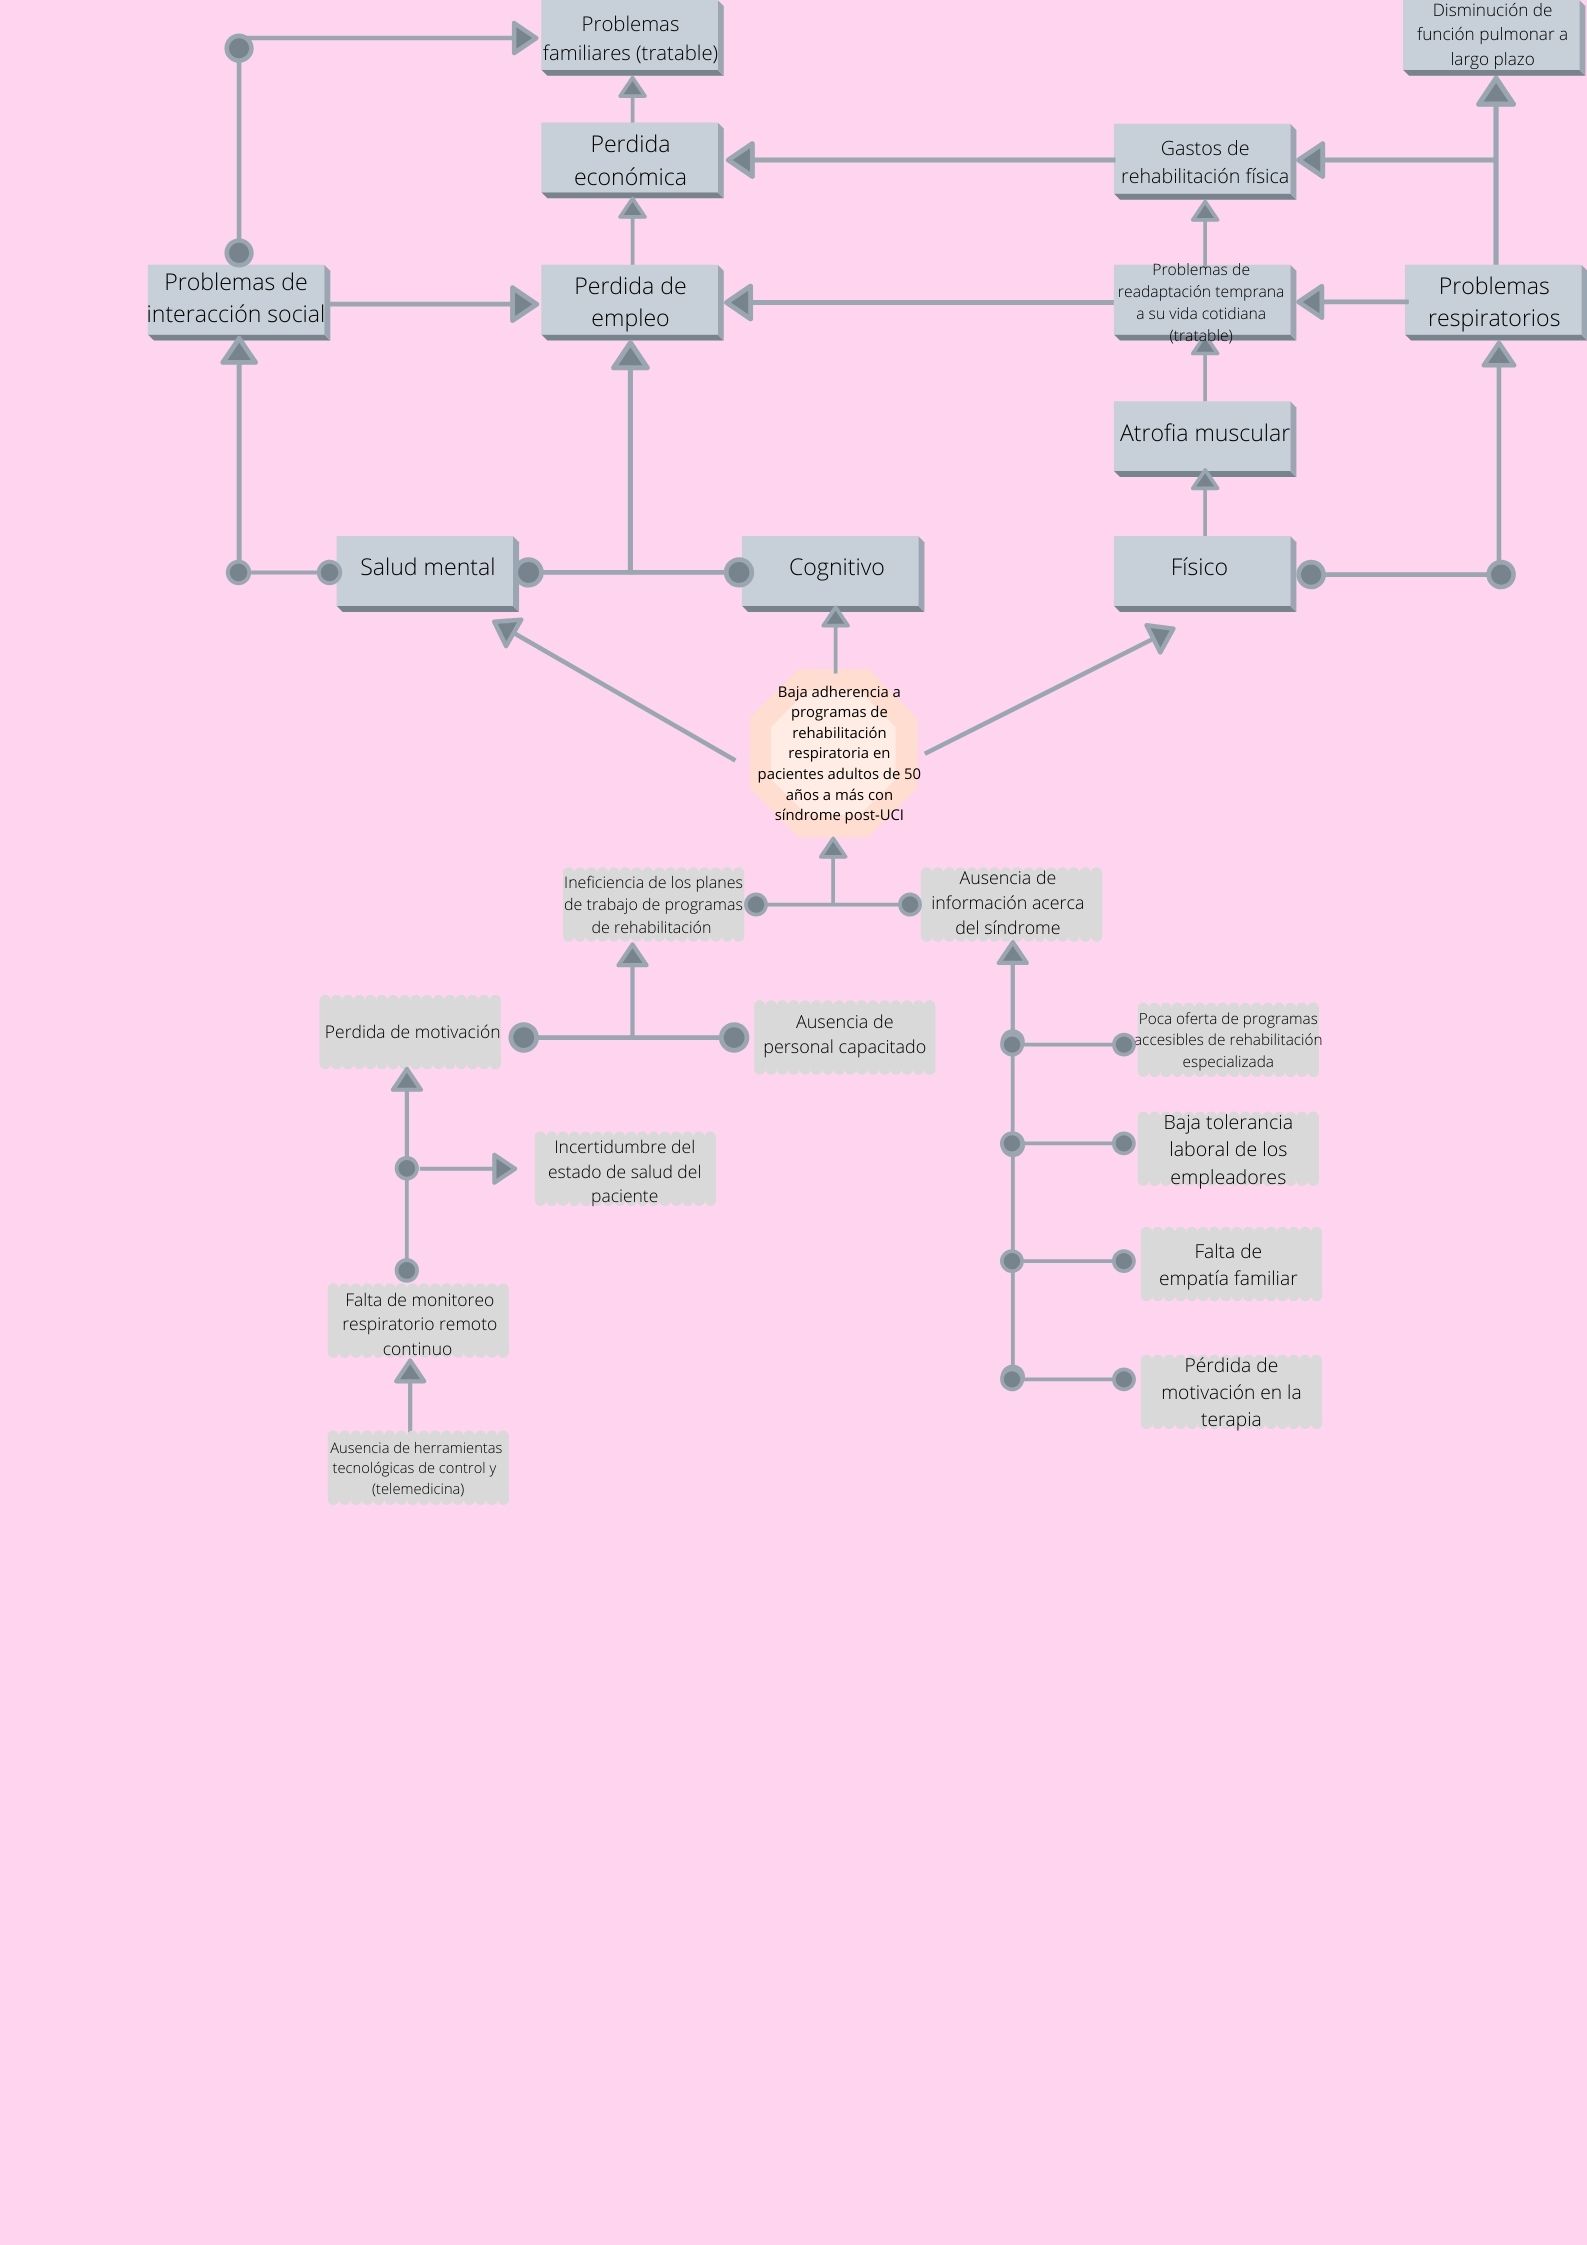 Problemas
familiares (tratable)
Disminución de
función pulmonar a
largo plazo
Perdida
económica
Gastos de
rehabilitación física
Problemas de
interacción social
Perdida de
empleo
Problemas de
readaptación temprana
a su vida cotidiana
(tratable)
Problemas
respiratorios
Atrofia muscular
Salud mental
Cognitivo
Físico
Baja adherencia a
programas de
rehabilitación
respiratoria en
pacientes adultos de 50
años a más con
síndrome post-UCI
Ineficiencia de los planes
de trabajo de programas
de rehabilitación
Ausencia de
información acerca
del síndrome
Perdida de motivación
Ausencia de
personal capacitado
Poca oferta de programas
accesibles de rehabilitación
especializada
Baja tolerancia
laboral de los
empleadores
Incertidumbre del
estado de salud del
paciente
Falta de
empatía familiar
Falta de monitoreo
respiratorio remoto
continuo
Pérdida de
motivación en la
terapia
Ausencia de herramientas
tecnológicas de control y
(telemedicina)